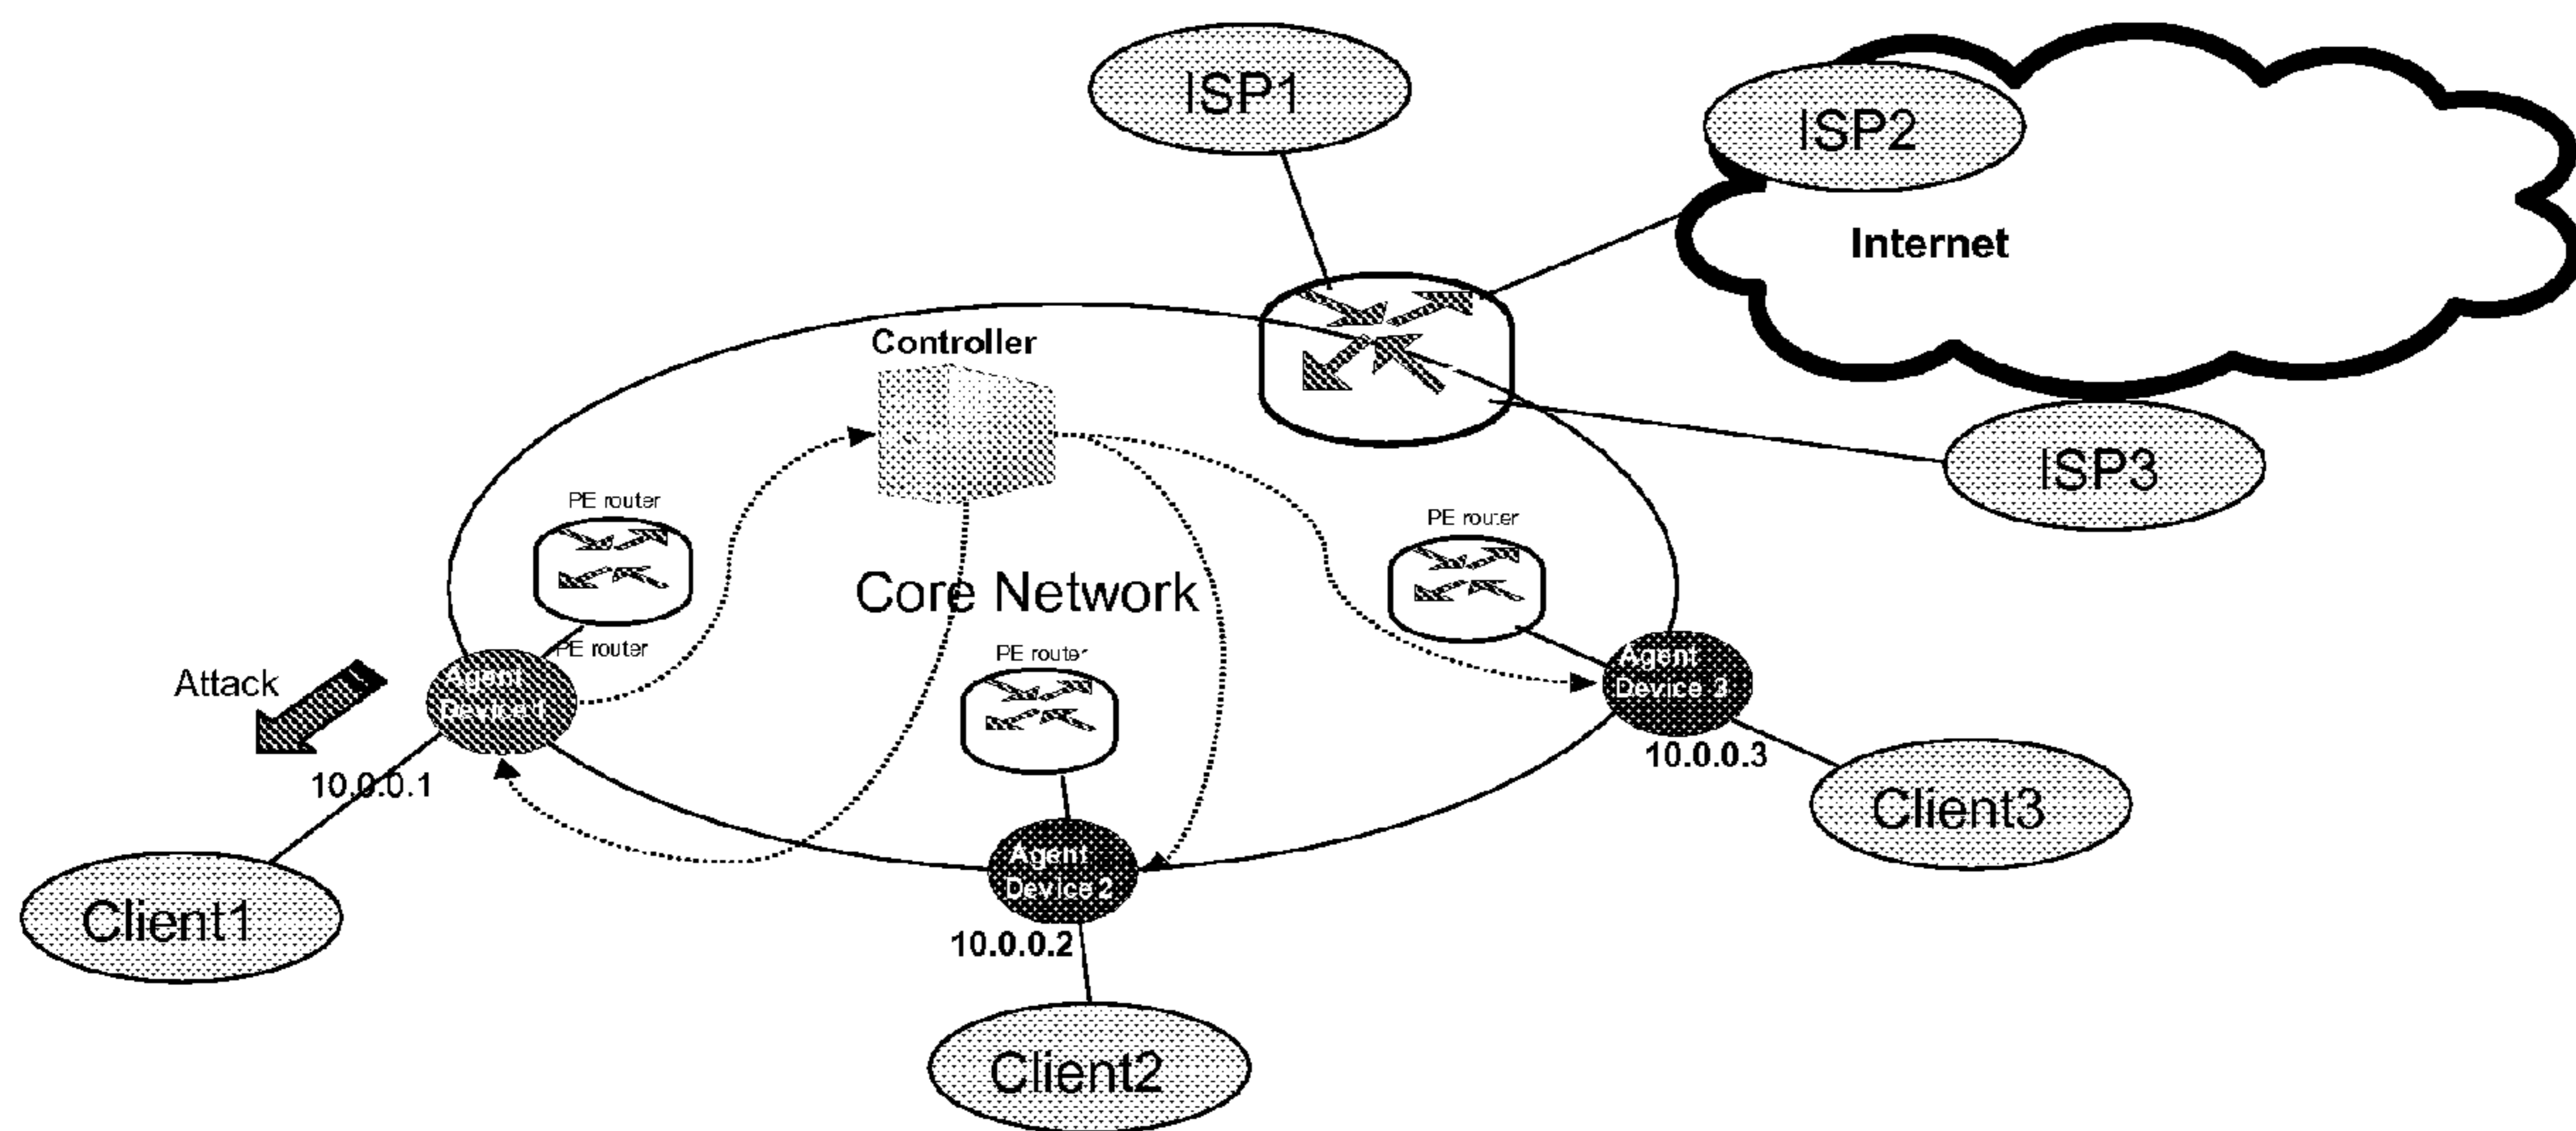 ISP1
ISP2
Internet
Controller
ISP3
PE router
PE router
Core Network
PE router
PE router
Agent
Device 1
Attack
Agent
Device 3
10.0.0.3
10.0.0.1
Client3
Agent
Device 2
Client1
10.0.0.2
Client2